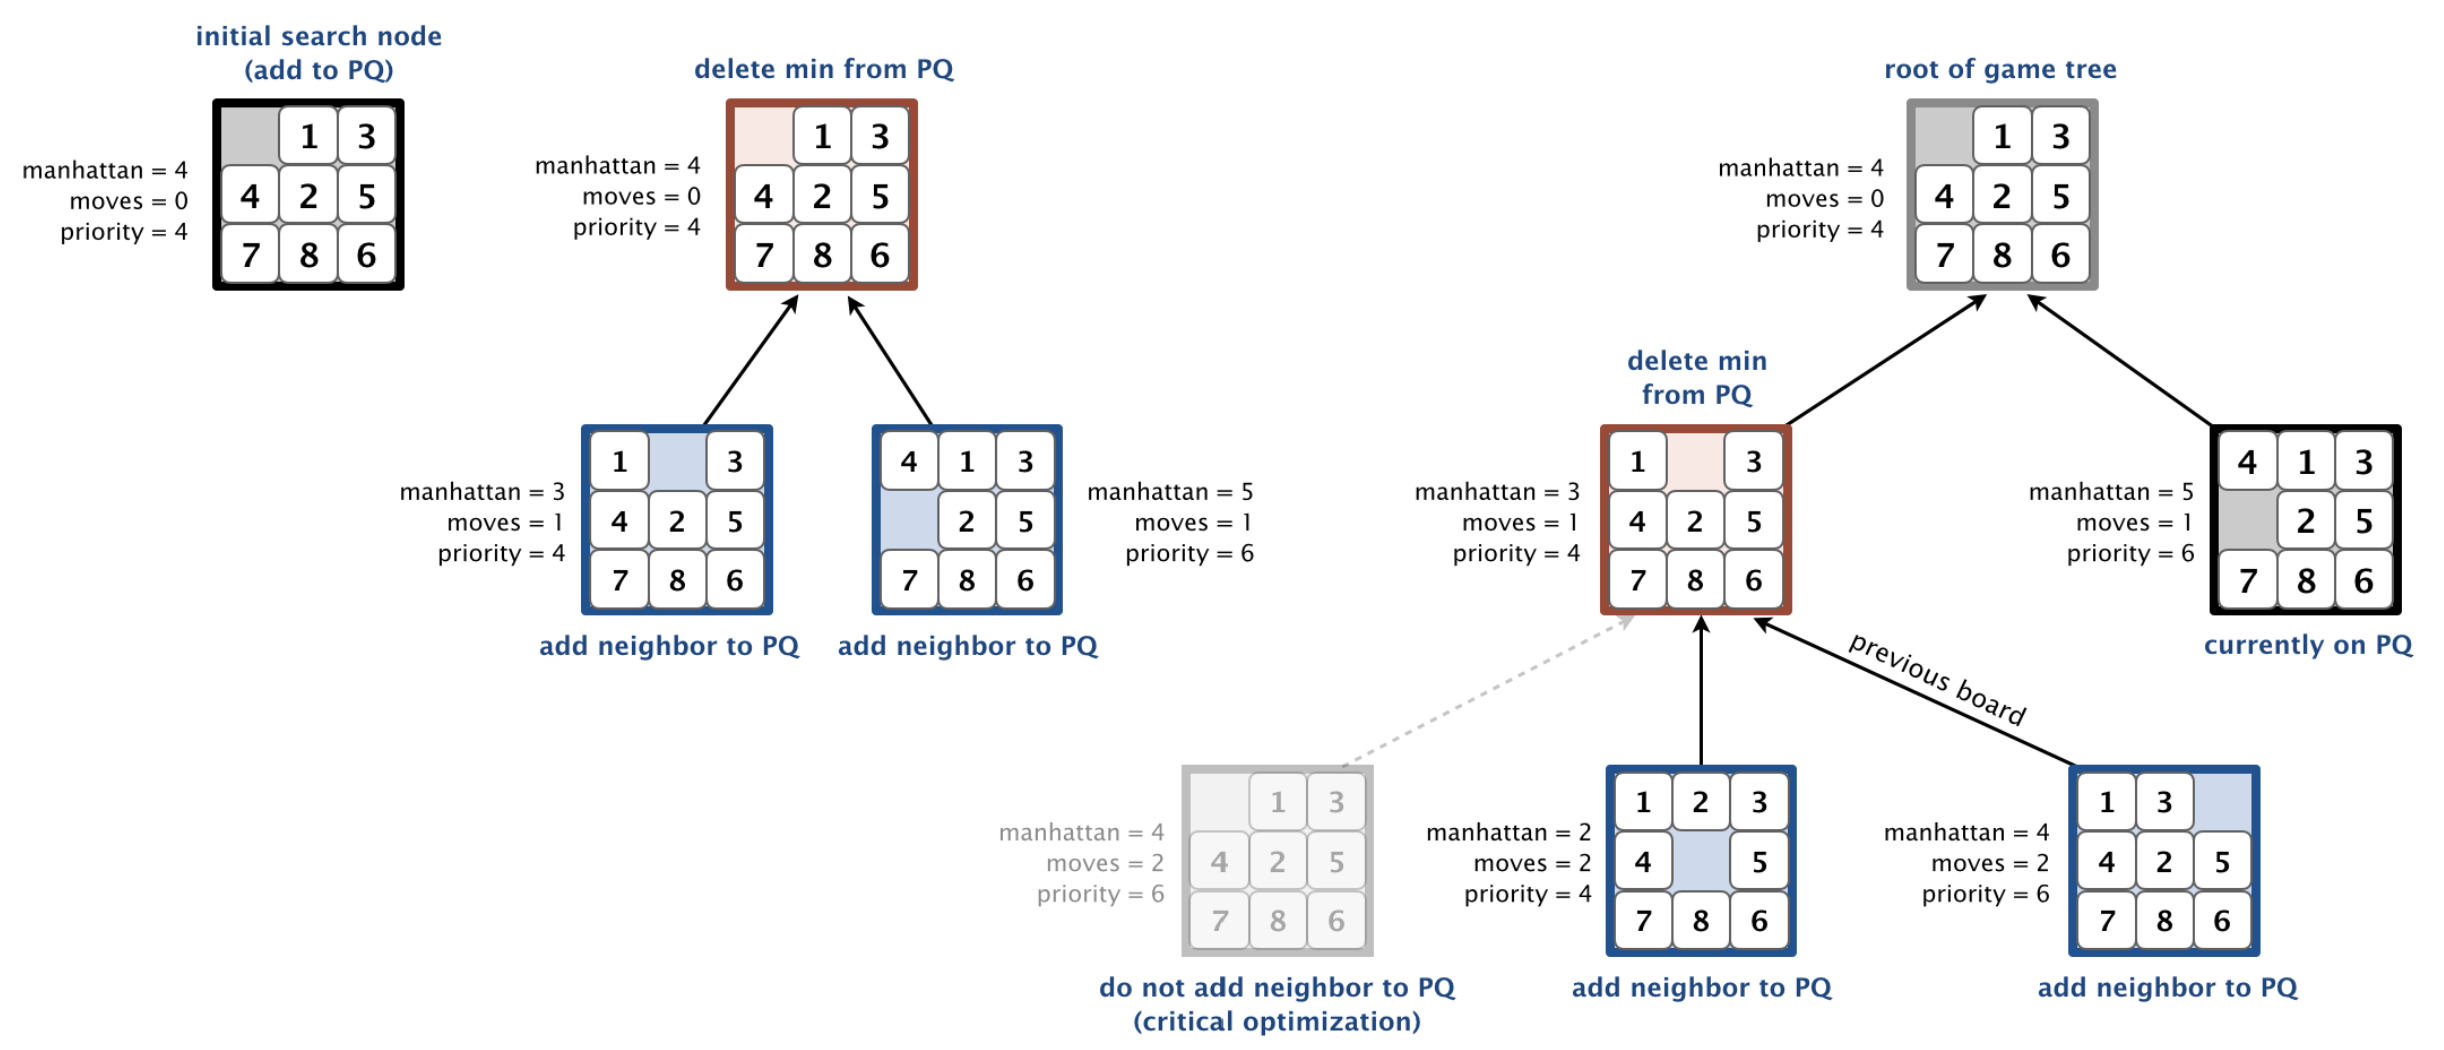 initial search node
(add to PQ)
manhattan = 4
moves = 0
priority = 4
1 3
4 2 5
7 8 6
delete min from PQ
manhattan = 4
moves = 0
priority = 4
1 3
4 2 5
7 8 6
manhattan = 3
moves = 1
priority = 4
1 3
4 2 5
7 8 6
add neighbor to PQ
4 1 3
2 5
7 8 6
manhattan = 5
moves = 1
priority = 6
add neighbor to PQ
root of game tree
manhattan = 4
moves = 0
priority = 4
1 3
4 2 5
7 8 6
delete min
from PQ
manhattan = 3
moves = 1
priority = 4
1 3
4 2 5
7 8 6
manhattan = 5
moves = 1
priority = 6
4 1 3
2 5
7 8 6
currently on PQ
previous board
manhattan = 4
moves = 2
priority = 6
1 3
4 2 5
7 8 6
do not add neighbor to PQ
(critical optimization)
manhattan = 2
moves = 2
priority = 4
1 2 3
4 5
7 8 6
add neighbor to PQ
manhattan = 4
moves = 2
priority = 6
1 3
4 2 5
7 8 6
add neighbor to PQ